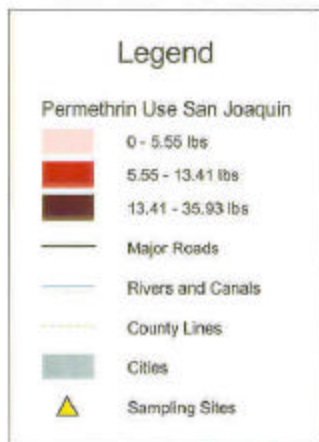 Legend
Permethrin Use San Joaquin
0 - 5.55 lbs
5.55 - 13.41 lbs
13.41 - 35.93 lbs
Major Roads
Rivers and Canals
County Lines
Cities
Sampling Sites